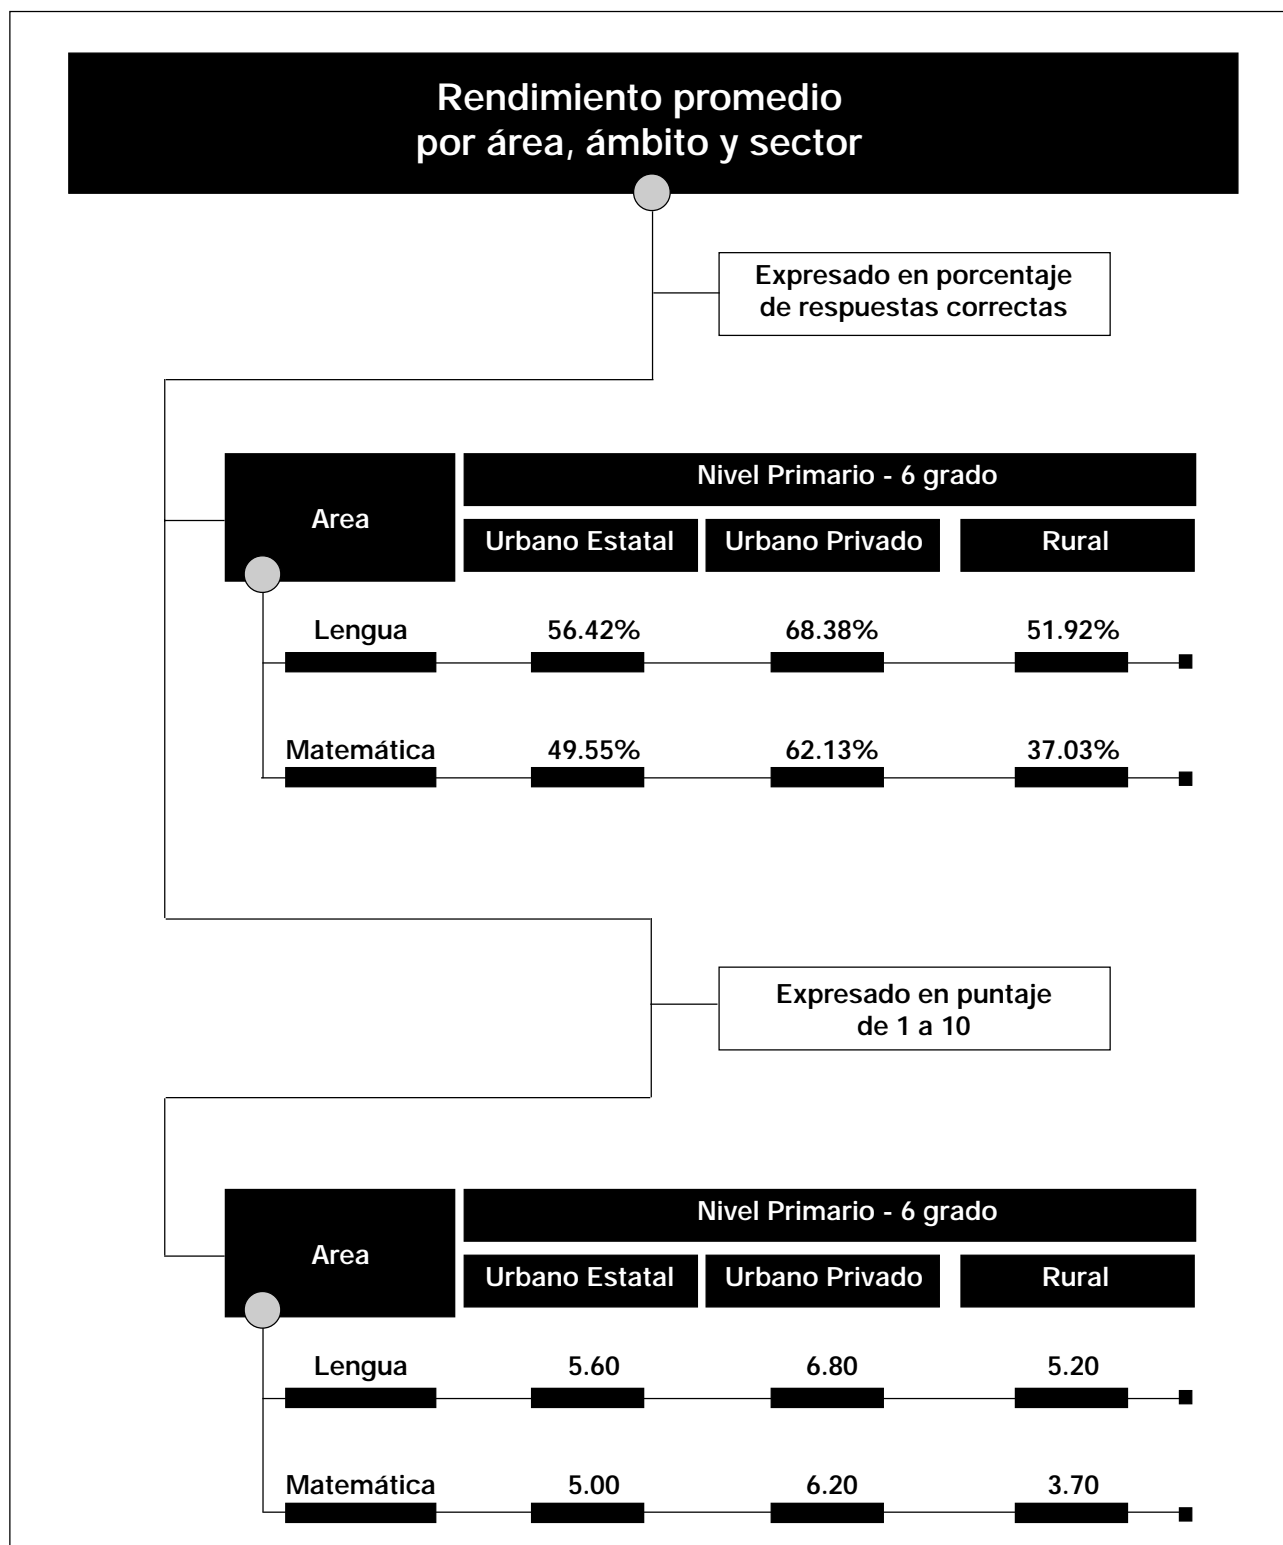 Rendimiento promedio
por área, ámbito y sector
Expresado en porcentaje
de respuestas correctas
Area
Nivel Primario - 6 grado
Urbano Estatal Urbano Privado Rural
Lengua 56.42% 68.38% 51.92%
Matemática 49.55% 62.13% 37.03%
Expresado en puntaje
de 1 a 10
Area
Nivel Primario - 6 grado
Urbano Estatal Urbano Privado Rural
Lengua 5.60 6.80 5.20
Matemática 5.00 6.20 3.70